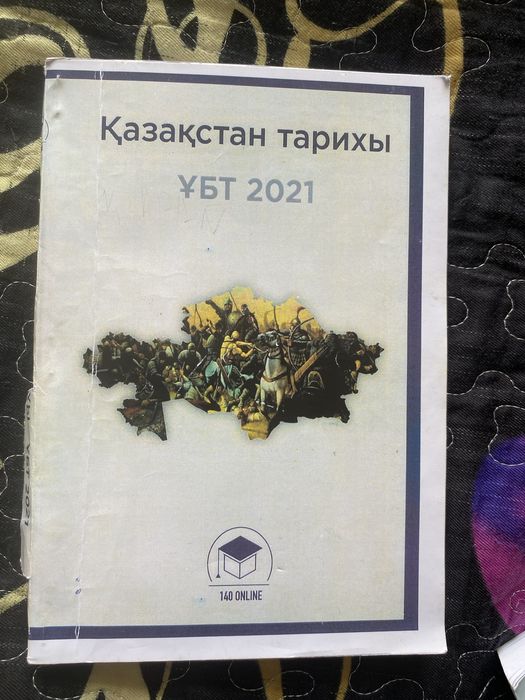 Қазақстан тарихы
ҰБТ 2021
140 ONLINE